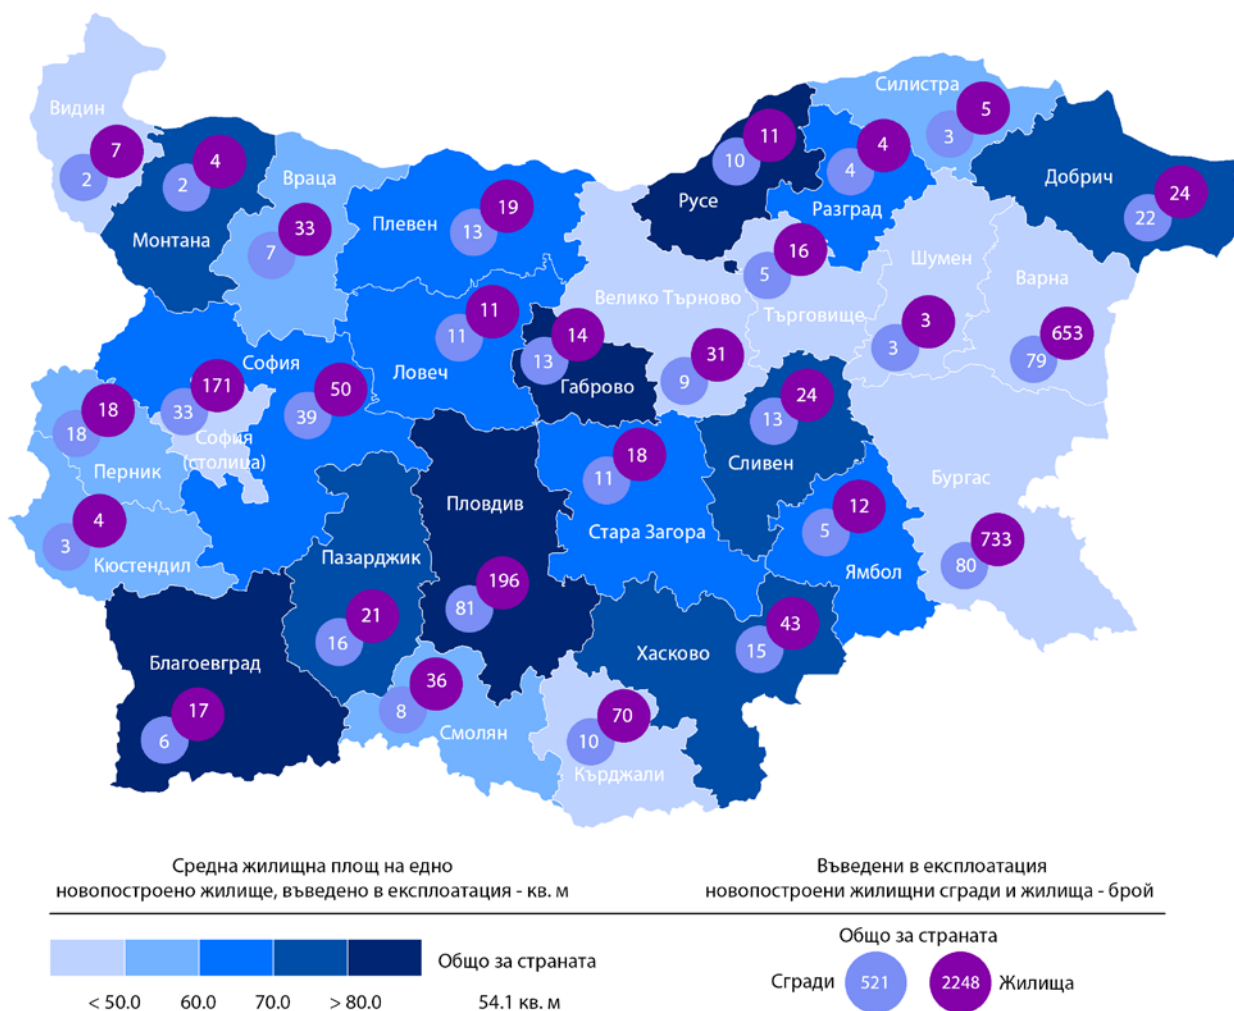 Видин
7
2
4
2
Монтана
Враца
33
7
Плевен
19
13
Ловеч
11
11
Русе
11
10
Разград
4
4
Силистра
5
3
Добрич
24
22
Велико Търново
31
9
Търговище
16
5
Шумен
3
3
Варна
653
79
Габрово
14
13
София
50
39
171
33
София
(столица)
18
18
Перник
4
3
Кюстендил
Пловдив
196
81
Пазарджик
21
16
Стара Загора
18
11
Сливен
24
13
Ямбол
12
5
Бургас
733
80
Благоевград
17
6
Смолян
36
8
Кърджали
70
10
Хасково
43
15
Средна жилищна площ на едно
новопостроено жилище, въведено в експлоатация - кв. м
< 50.0 60.0 70.0 > 80.0
Общо за страната
54.1 кв. м
Въведени в експлоатация
новопостроени жилищни сгради и жилища - брой
Общо за страната
Сгради 521 2248 Жилища